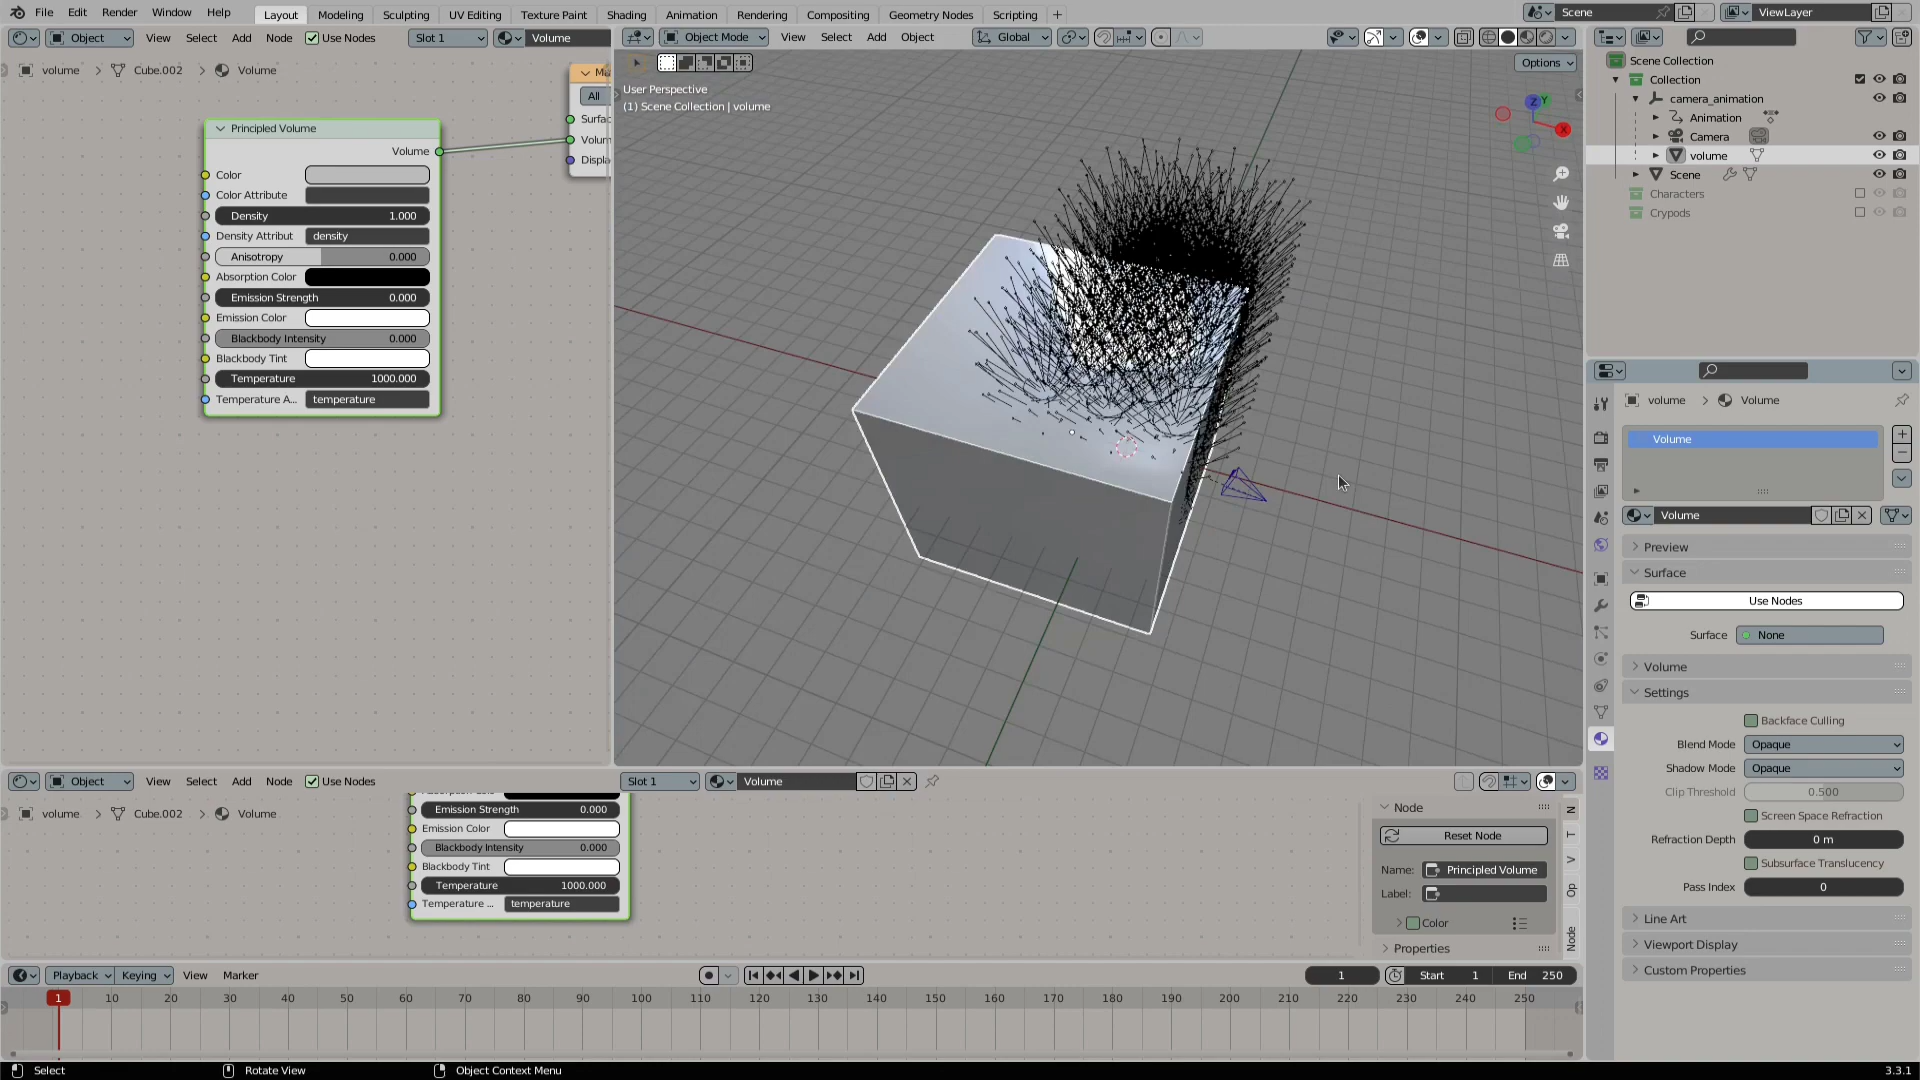 File Edit Render Window Help Layout Modeling Sculpting UV Editing Texture Paint Shading Animation Rendering Compositing Geometry Nodes Scripting + Scene ViewLayer
Object View Select Add Node Use Nodes Slot 1 Volume
Object Mode View Select Add Object Global
Options
volume > Cube.002 > Volume
User Perspective
(1) Scene Collection | volume
Z Y X
Principled Volume
Volume
Color
Color Attribute
Density 1.000
Density Attribut density
Anisotropy 0.000
Absorption Color
Emission Strength 0.000
Emission Color
Blackbody Intensity 0.000
Blackbody Tint
Temperature 1000.000
Temperature A... temperature
Ma
All
Surfac
Volum
Displa
Scene Collection
Collection
camera_animation
Animation
Camera
volume
Scene
Characters
Crypods
volume > Volume
Volume
Volume
Preview
Surface
Use Nodes
Surface None
Volume
Settings
Backface Culling
Blend Mode Opaque
Shadow Mode Opaque
Clip Threshold 0.500
Screen Space Refraction
Refraction Depth 0 m
Subsurface Translucency
Pass Index 0
Line Art
Viewport Display
Custom Properties
Object View Select Add Node Use Nodes Slot 1 Volume
volume > Cube.002 > Volume
Emission Strength 0.000
Emission Color
Blackbody Intensity 0.000
Blackbody Tint
Temperature 1000.000
Temperature ... temperature
Node
Reset Node
Name: Principled Volume
Label:
Color
Properties
N
T
V
Op
Node
Playback Keying View Marker 1 Start 1 End 250
1 10 20 30 40 50 60 70 80 90 100 110 120 130 140 150 160 170 180 190 200 210 220 230 240 250
Select Rotate View Object Context Menu 3.3.1